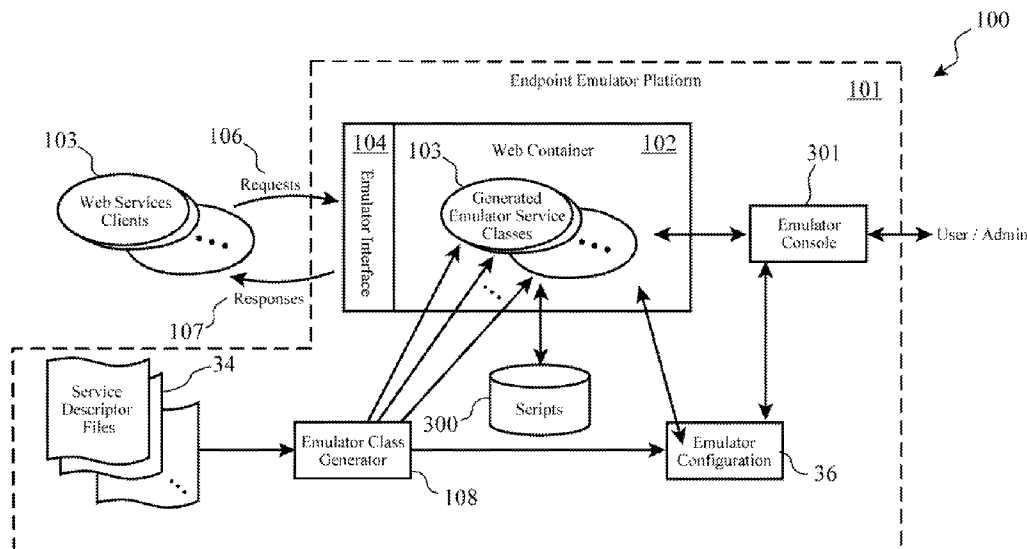 100
Endpoint Emulator Platform
101
103
106
104
102
103
Web Container
301
Requests
Web Services
Clients
Emulator Interface
Generated
Emulator Service
Classes
Emulator
Console
User / Admin
Responses
107
34
Service
Descriptor
Files
300
Scripts
Emulator Class
Generator
Emulator
Configuration
108
36